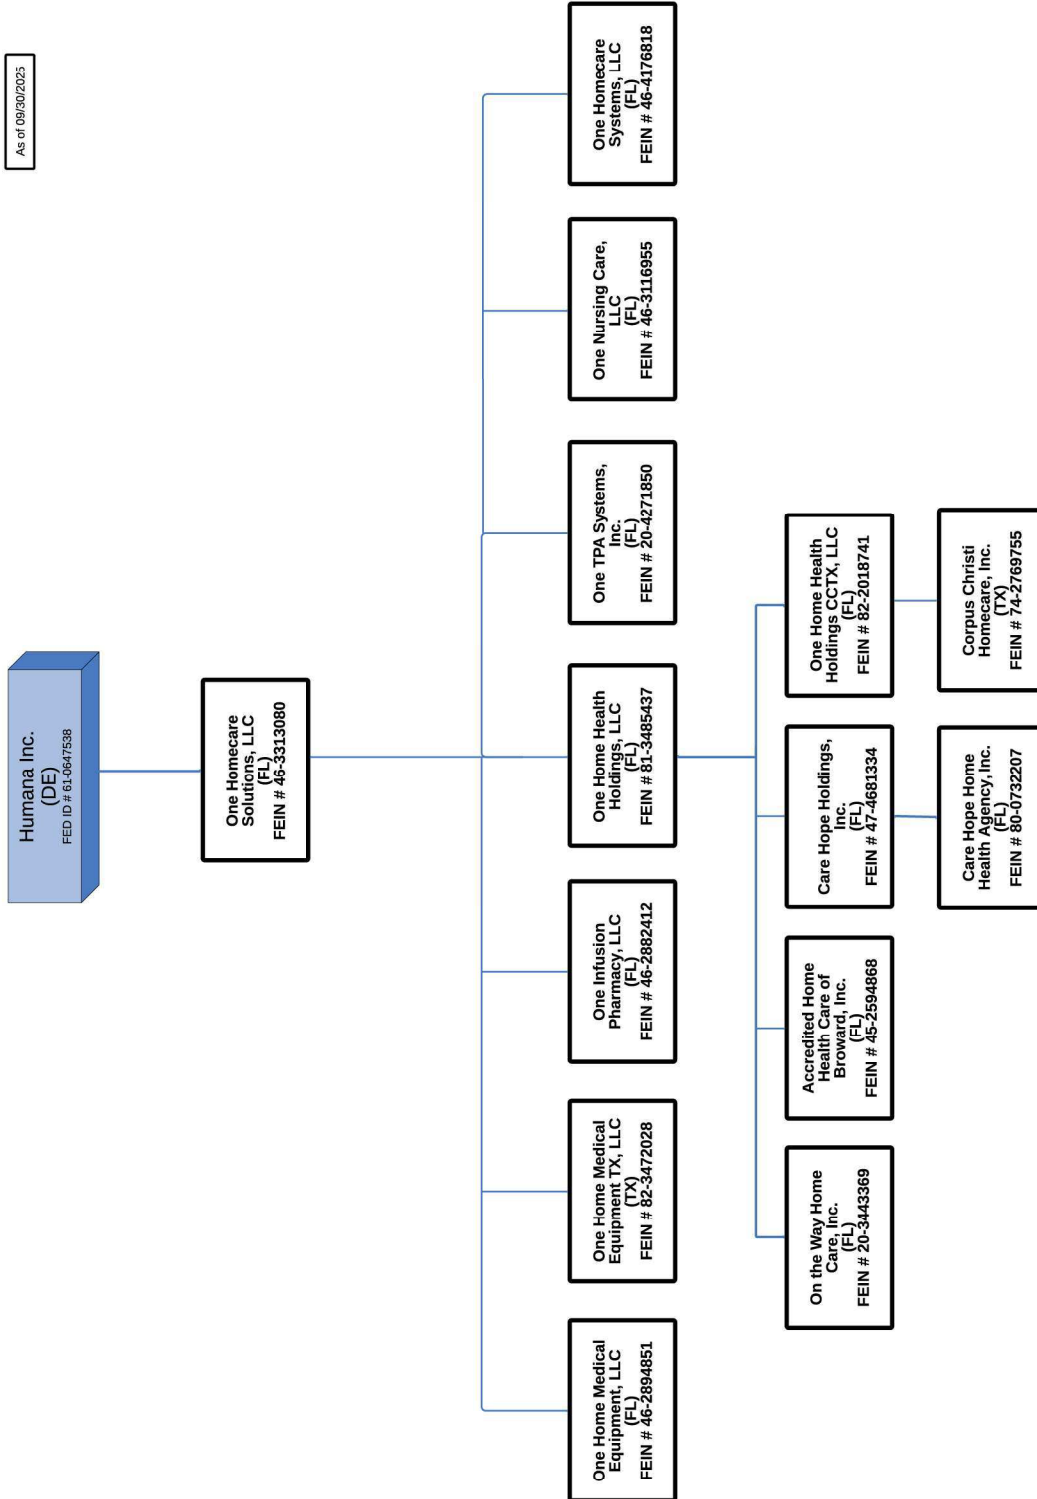 As of 09/30/2025
Humana Inc.
(DE)
FED ID # 61-0647538
One Homecare
Solutions, LLC
(FL)
FEIN # 46-3313080
One Home Medical
Equipment, LLC
(FL)
FEIN # 46-2894851
One Home Medical
Equipment TX, LLC
(TX)
FEIN # 82-3472028
One Infusion
Pharmacy, LLC
(FL)
FEIN # 46-2882412
One Home Health
Holdings, LLC
(FL)
FEIN # 81-3485437
One TPA Systems,
Inc.
(FL)
FEIN # 20-4271850
One Nursing Care,
LLC
(FL)
FEIN # 46-3116955
One Homecare
Systems, LLC
(FL)
FEIN # 46-4176818
On the Way Home
Care, Inc.
(FL)
FEIN # 20-3443369
Accredited Home
Health Care of
Broward, Inc.
(FL)
FEIN # 45-2594868
Care Hope Holdings,
Inc.
(FL)
FEIN # 47-4681334
One Home Health
Holdings CCTX, LLC
(FL)
FEIN # 82-2018741
Care Hope Home
Health Agency, Inc.
(FL)
FEIN # 80-0732207
Corpus Christi
Homecare, Inc.
(TX)
FEIN # 74-2769755